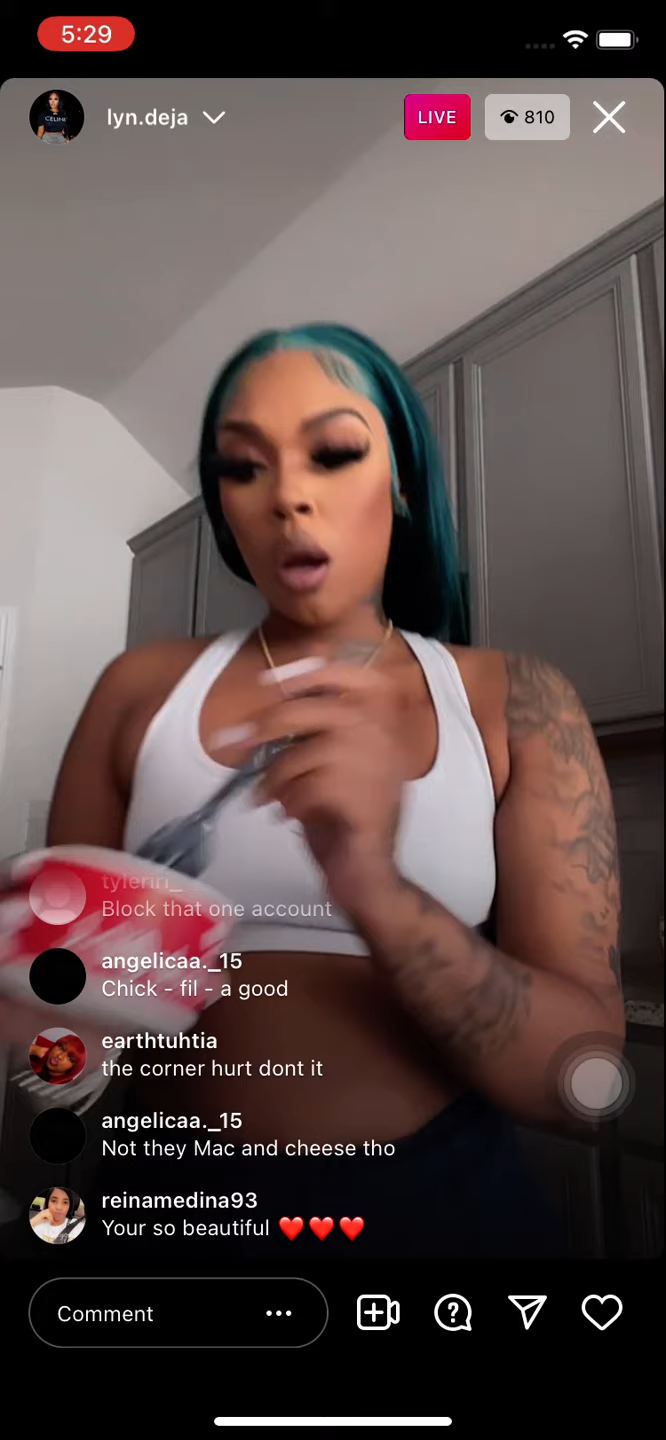 5:29
lyn.deja
LIVE
810
tyleriri_
Block that one account
angelicaa._15
Chick - fil - a good
earthtuhtia
the corner hurt dont it
angelicaa._15
Not they Mac and cheese tho
reinamedina93
Your so beautiful ❤️❤️❤️
Comment